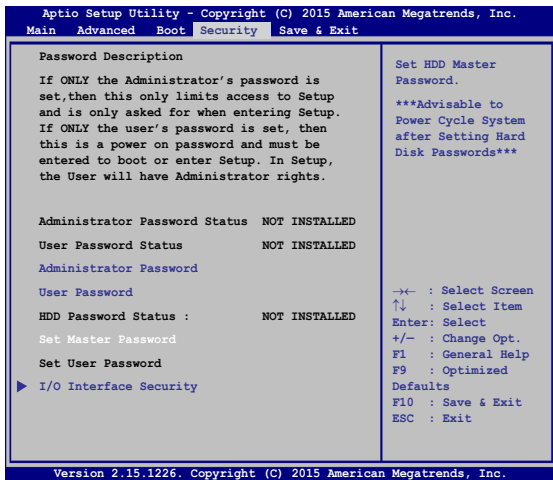 Aptio Setup Utility - Copyright (C) 2015 American Megatrends, Inc.
Main Advanced Boot Security Save & Exit
Password Description
If ONLY the Administrator's password is
set,then this only limits access to Setup
and is only asked for when entering Setup.
If ONLY the user's password is set, then
this is a power on password and must be
entered to boot or enter Setup. In Setup,
the User will have Administrator rights.
Administrator Password Status NOT INSTALLED
User Password Status NOT INSTALLED
Administrator Password
User Password
HDD Password Status : NOT INSTALLED
Set Master Password
Set User Password
I/O Interface Security
Set HDD Master
Password.
***Advisable to
Power Cycle System
after Setting Hard
Disk Passwords***
→← : Select Screen
↑↓ : Select Item
Enter: Select
+/— : Change Opt.
F1 : General Help
F9 : Optimized
Defaults
F10 : Save & Exit
ESC : Exit
Version 2.15.1226. Copyright (C) 2015 American Megatrends, Inc.